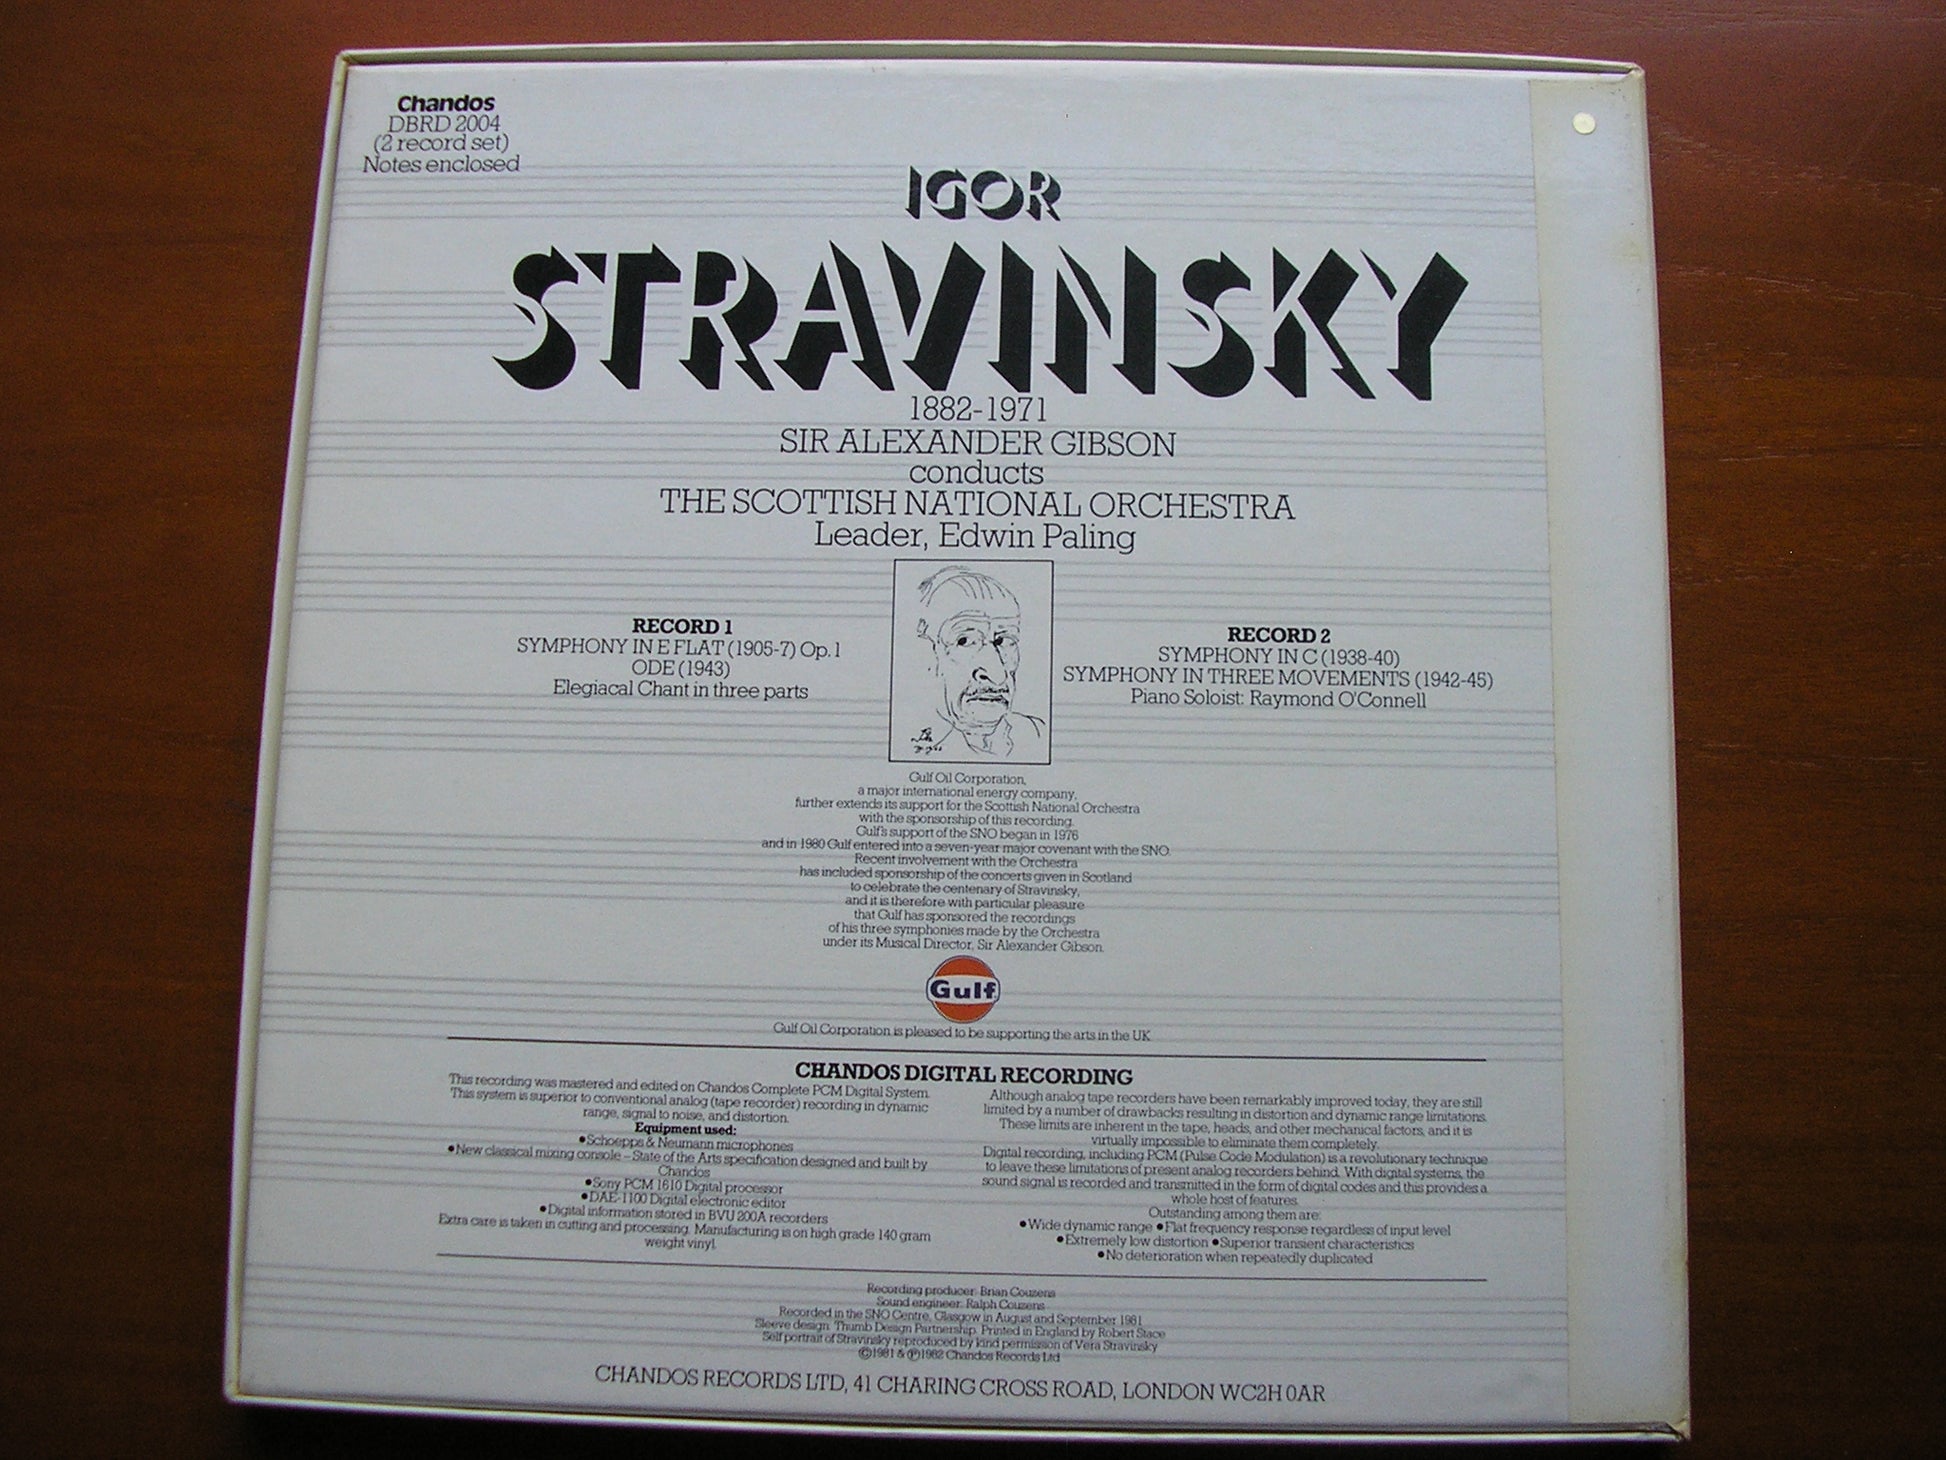 Chandos
DBRD 2004
(2 record set)
Notes enclosed
IGOR
STRAVINSKY
1882-1971
SIR ALEXANDER GIBSON
conducts
THE SCOTTISH NATIONAL ORCHESTRA
Leader, Edwin Paling
RECORD 1
SYMPHONY IN E FLAT (1905-7) Op. 1
ODE (1943)
Elegiacal Chant in three parts
RECORD 2
SYMPHONY IN C (1938-40)
SYMPHONY IN THREE MOVEMENTS (1942-45)
Piano Soloist: Raymond O'Connell
Gulf Oil Corporation,
a major international energy company,
further extends its support for the Scottish National Orchestra
with the sponsorship of this recording.
Gulf's support of the SNO began in 1976
and in 1980 Gulf entered into a seven-year major covenant with the SNO.
Recent involvement with the Orchestra
has included sponsorship of the concerts given in Scotland
to celebrate the centenary of Stravinsky,
and it is therefore with particular pleasure
that Gulf has sponsored the recordings
of his three symphonies made by the Orchestra
under its Musical Director, Sir Alexander Gibson.
Gulf
Gulf Oil Corporation is pleased to be supporting the arts in the UK
CHANDOS DIGITAL RECORDING
This recording was mastered and edited on Chandos Complete PCM Digital System.
This system is superior to conventional analog (tape recorder) recording in dynamic
range, signal to noise, and distortion.
Equipment used:
•Schoepps & Neumann microphones
•New classical mixing console – State of the Arts specification designed and built by
Chandos
•Sony PCM 1610 Digital processor
•DAE-1100 Digital electronic editor
•Digital information stored in BVU 200A recorders
Extra care is taken in cutting and processing. Manufacturing is on high grade 140 gram
weight vinyl.
Although analog tape recorders have been remarkably improved today, they are still
limited by a number of drawbacks resulting in distortion and dynamic range limitations.
These limits are inherent in the tape, heads, and other mechanical factors, and it is
virtually impossible to eliminate them completely.
Digital recording, including PCM (Pulse Code Modulation) is a revolutionary technique
to leave these limitations of present analog recorders behind. With digital systems, the
sound signal is recorded and transmitted in the form of digital codes and this provides a
whole host of features.
Outstanding among them are:
•Wide dynamic range •Flat frequency response regardless of input level
•Extremely low distortion •Superior transient characteristics
•No deterioration when repeatedly duplicated
Recording producer: Brian Couzens
Sound engineer: Ralph Couzens
Recorded in the SNO Centre, Glasgow in August and September 1981
Sleeve design: Thumb Design Partnership. Printed in England by Robert Stace
Self portrait of Stravinsky reproduced by kind permission of Vera Stravinsky
©1981 & ℗1982 Chandos Records Ltd
CHANDOS RECORDS LTD, 41 CHARING CROSS ROAD, LONDON WC2H 0AR